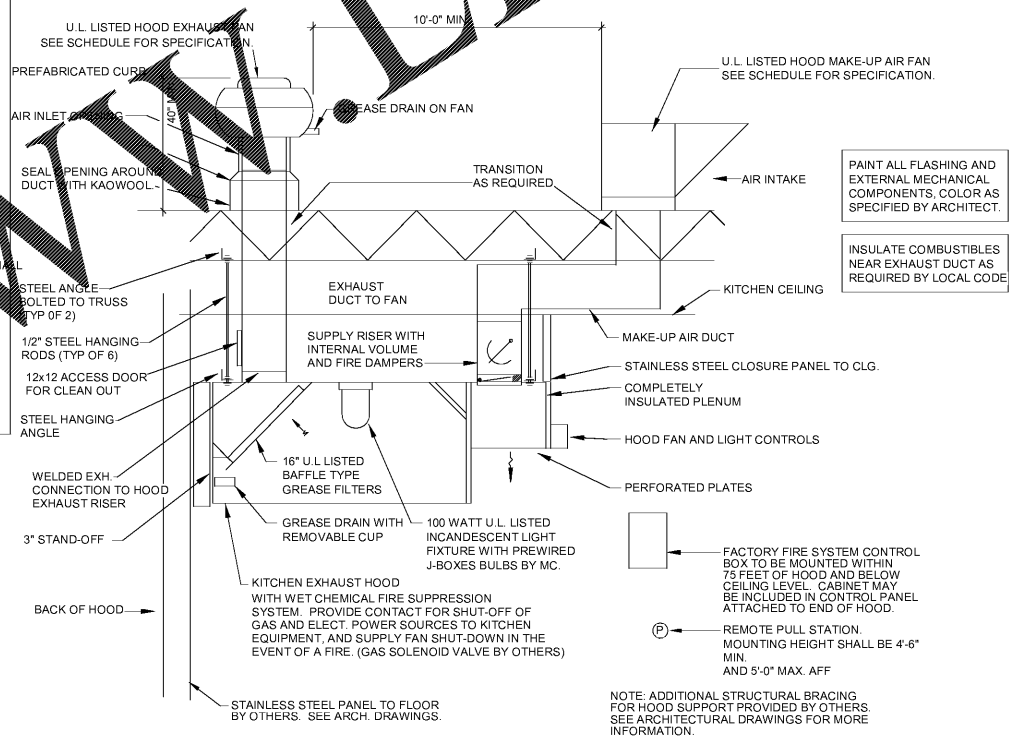 10'-0" MIN.
U.L. LISTED HOOD EXHAUST FAN
SEE SCHEDULE FOR SPECIFICATION.
U.L. LISTED HOOD MAKE-UP AIR FAN
SEE SCHEDULE FOR SPECIFICATION.
PREFABRICATED CURB
'40" MIN.
AIR INLET OPENING
GREASE DRAIN ON FAN
SEAL OPENING AROUND
DUCT WITH KAOWOOL.
TRANSITION
AS REQUIRED
AIR INTAKE
PAINT ALL FLASHING AND
EXTERNAL MECHANICAL
COMPONENTS, COLOR AS
SPECIFIED BY ARCHITECT.
INSULATE COMBUSTIBLES
NEAR EXHAUST DUCT AS
REQUIRED BY LOCAL CODE
STEEL ANGLE
BOLTED TO TRUSS
(TYP 0F 2)
EXHAUST
DUCT TO FAN
KITCHEN CEILING
1/2" STEEL HANGING
RODS (TYP OF 6)
SUPPLY RISER WITH
INTERNAL VOLUME
AND FIRE DAMPERS
MAKE-UP AIR DUCT
12x12 ACCESS DOOR
FOR CLEAN OUT
STAINLESS STEEL CLOSURE PANEL TO CLG.
COMPLETELY
INSULATED PLENUM
STEEL HANGING
ANGLE
HOOD FAN AND LIGHT CONTROLS
WELDED EXH.
CONNECTION TO HOOD
EXHAUST RISER
16" U.L LISTED
BAFFLE TYPE
GREASE FILTERS
PERFORATED PLATES
3" STAND-OFF
GREASE DRAIN WITH
REMOVABLE CUP
100 WATT U.L. LISTED
INCANDESCENT LIGHT
FIXTURE WITH PREWIRED
J-BOXES BULBS BY MC.
FACTORY FIRE SYSTEM CONTROL
BOX TO BE MOUNTED WITHIN
75 FEET OF HOOD AND BELOW
CEILING LEVEL. CABINET MAY
BE INCLUDED IN CONTROL PANEL
ATTACHED TO END OF HOOD.
KITCHEN EXHAUST HOOD
WITH WET CHEMICAL FIRE SUPPRESSION
SYSTEM. PROVIDE CONTACT FOR SHUT-OFF OF
GAS AND ELECT. POWER SOURCES TO KITCHEN
EQUIPMENT, AND SUPPLY FAN SHUT-DOWN IN THE
EVENT OF A FIRE. (GAS SOLENOID VALVE BY OTHERS)
BACK OF HOOD
P
REMOTE PULL STATION.
MOUNTING HEIGHT SHALL BE 4'-6"
MIN.
AND 5'-0" MAX. AFF
STAINLESS STEEL PANEL TO FLOOR
BY OTHERS. SEE ARCH. DRAWINGS.
NOTE: ADDITIONAL STRUCTURAL BRACING
FOR HOOD SUPPORT PROVIDED BY OTHERS.
SEE ARCHITECTURAL DRAWINGS FOR MORE
INFORMATION.